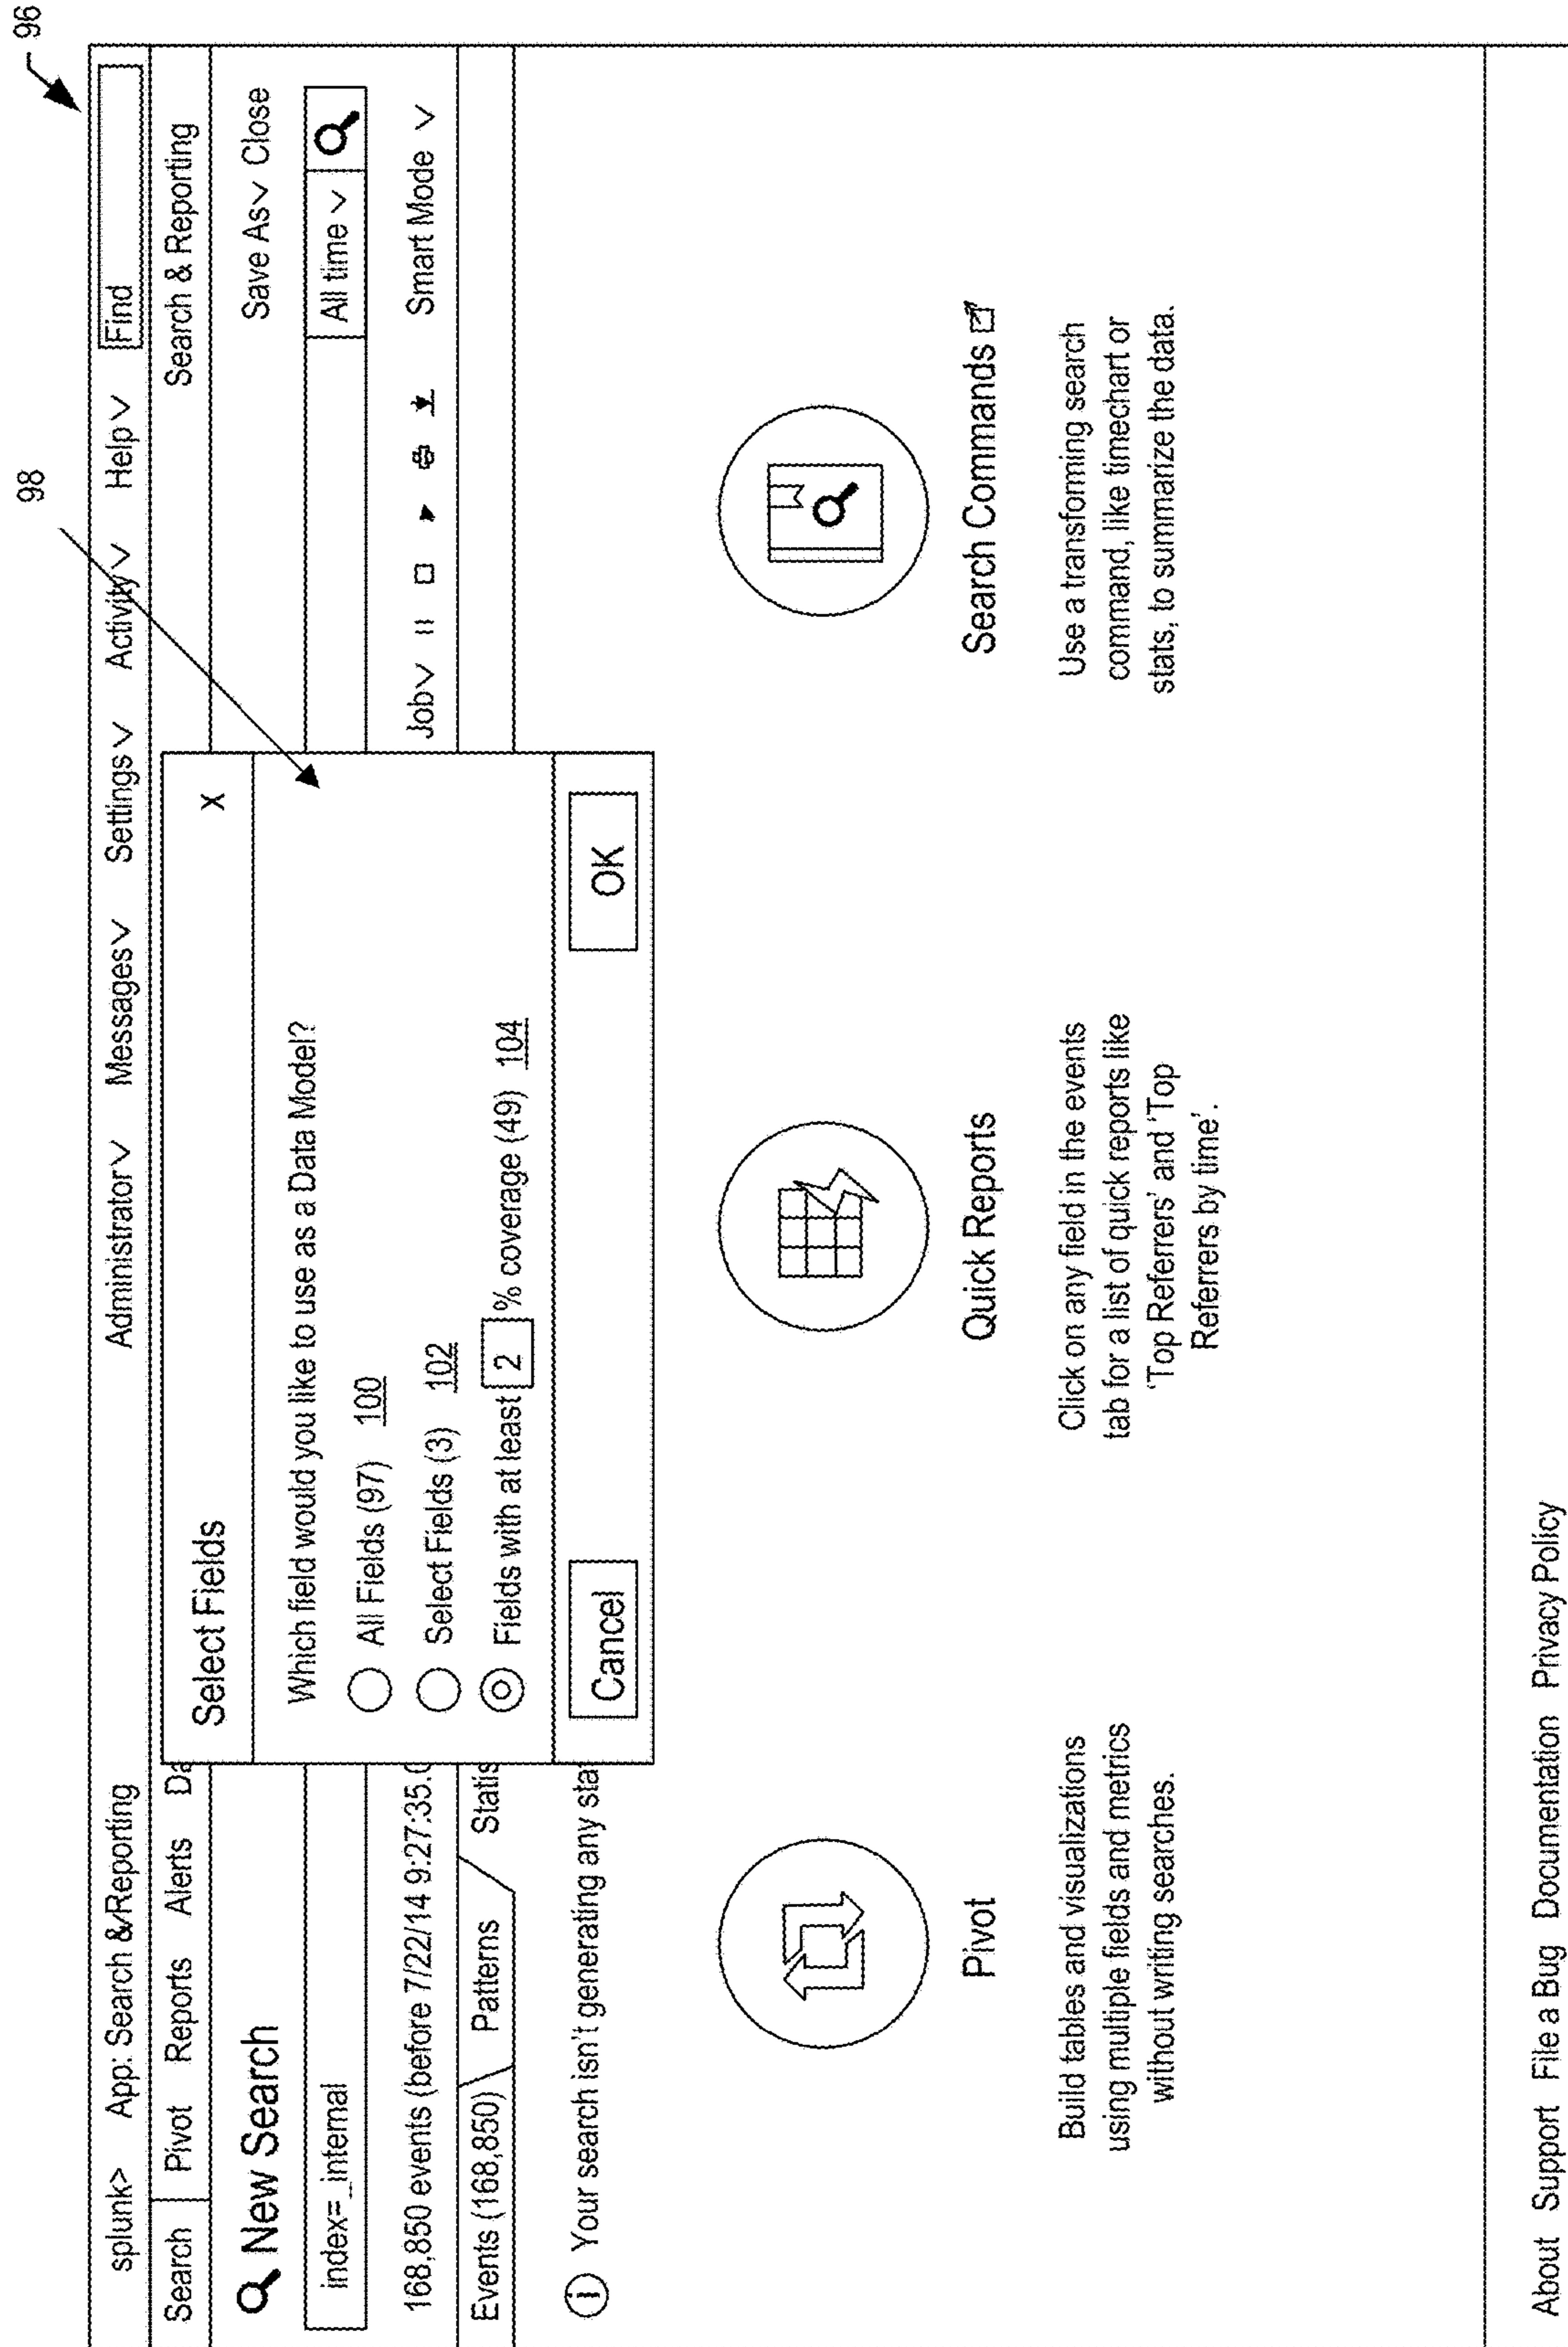 96
98
splunk> App: Search &Reporting Administrator∨ Messages∨ Settings∨ Activity∨ Help∨ Find
Search Pivot Reports Alerts Da Search & Reporting
Select Fields X
New Search Save As∨ Close
Which field would you like to use as a Data Model?
index=_internal All time ∨
All Fields (97) 100
168,850 events (before 7/22/14 9:27:35.0 Job∨ Smart Mode ∨
Select Fields (3) 102
Events (168,850) Patterns Statis
Fields with at least 2 % coverage (49) 104
Your search isn't generating any sta
Cancel OK
Pivot Quick Reports Search Commands
Build tables and visualizations Click on any field in the events Use a transforming search
using multiple fields and metrics tab for a list of quick reports like command, like timechart or
without writing searches. 'Top Referrers' and 'Top stats, to summarize the data.
Referrers by time'.
About Support File a Bug Documentation Privacy Policy